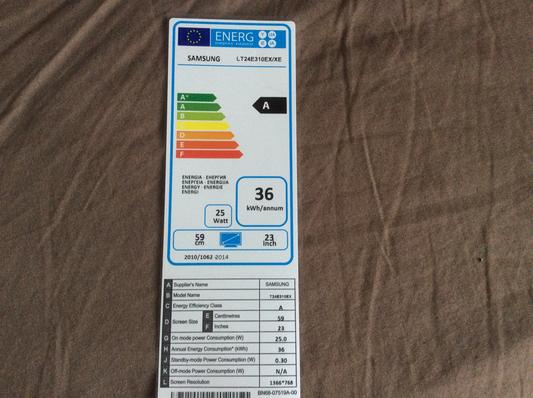 ENERG Y IJA
IE IA
SAMSUNG LT24E310EX/XE
A+
A
B
D
E
F
A
ENERGIA · ЕНЕРГИЯ
ΕΝΕΡΓΕΙΑ · ENERGIJA
ENERGY · ENERGIE
ENERGI
36
kWh/annum
25
Watt
59
cm
23
inch
2010/1062-2014
A Supplier's Name SAMSUNG
B Model Name T24E310EX
C Energy Efficiency Class A
D Screen Size E Centimetres 59
F Inches 23
G On mode power Consumption (W) 25.0
H Annual Energy Consumption* (kWh) 36
J Standby-mode Power Consumption (W) 0.30
K Off-mode Power Consumption (W) N/A
L Screen Resolution 1366*768
BN68-07519A-00